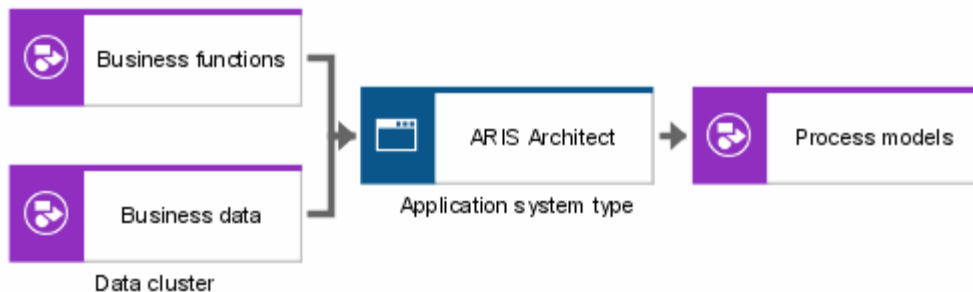 Business functions
ARIS Architect
Process models
Application system type
Business data
Data cluster